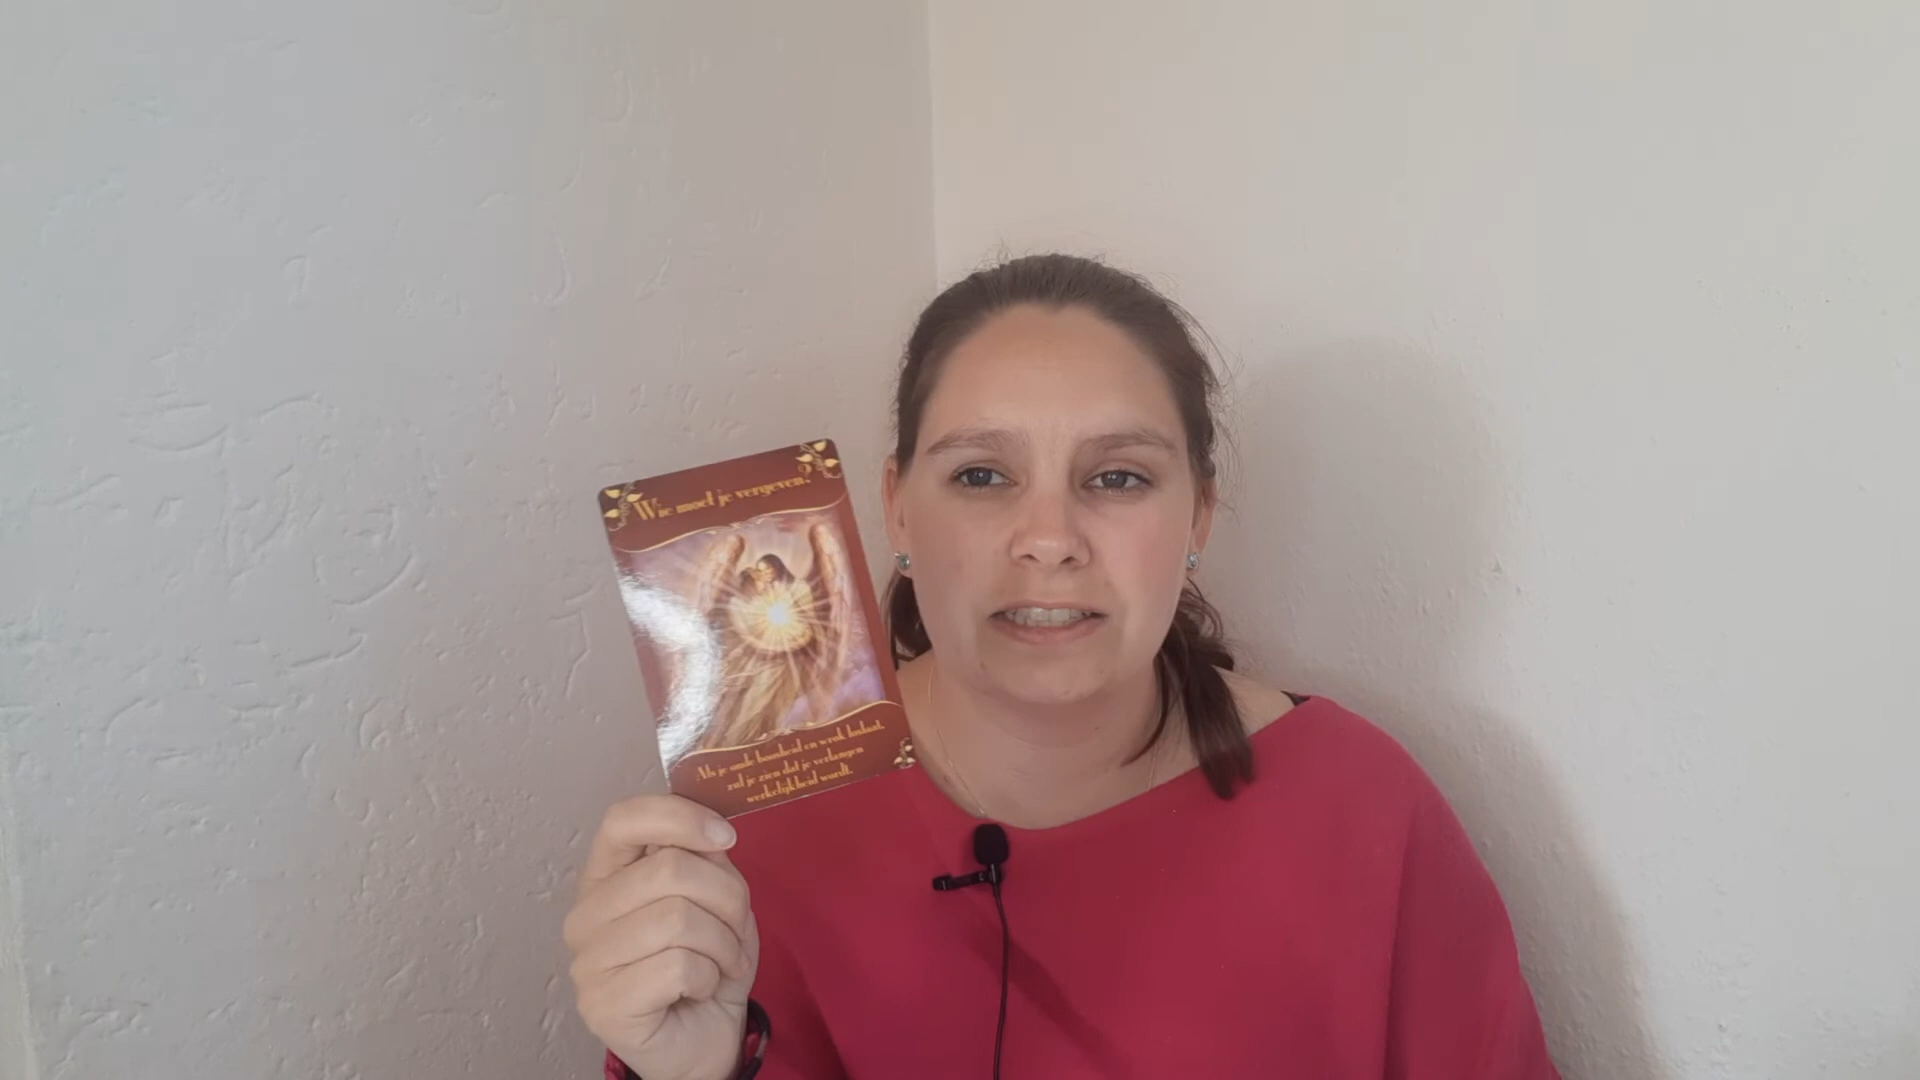 Wie moet je vergeven?
Als je oude boosheid en wrok loslaat,
zul je zien dat je verlangen
werkelijkheid wordt.